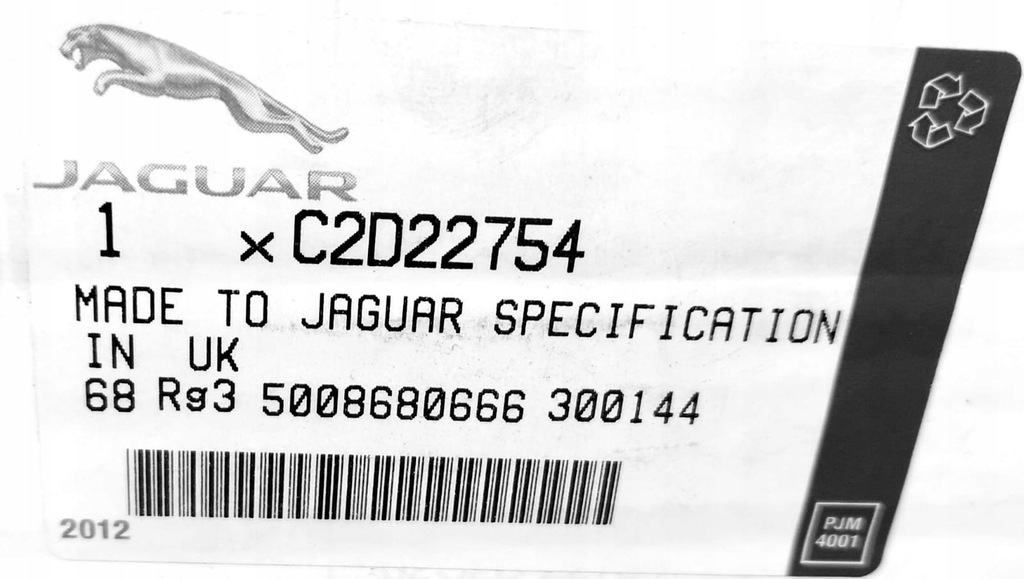 JAGUAR
1 x C2D22754
MADE TO JAGUAR SPECIFICATION
IN UK
68 Rg3 5008680666 300144
2012
PJM
4001